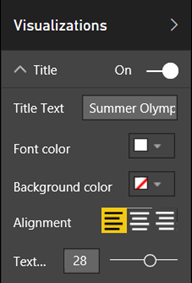 Visualizations
Title On
Title Text Summer Olymp
Font color
Background color
Alignment
Text... 28